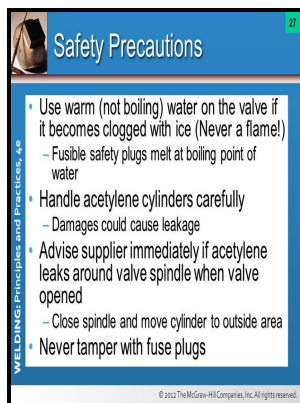 27
Safety Precautions
• Use warm (not boiling) water on the valve if
it becomes clogged with ice (Never a flame!)
– Fusible safety plugs melt at boiling point of
water
• Handle acetylene cylinders carefully
– Damages could cause leakage
• Advise supplier immediately if acetylene
leaks around valve spindle when valve
opened
– Close spindle and move cylinder to outside area
• Never tamper with fuse plugs
WELDING: Principles and Practices, 4e
© 2012 The McGraw-Hill Companies, Inc. All rights reserved.